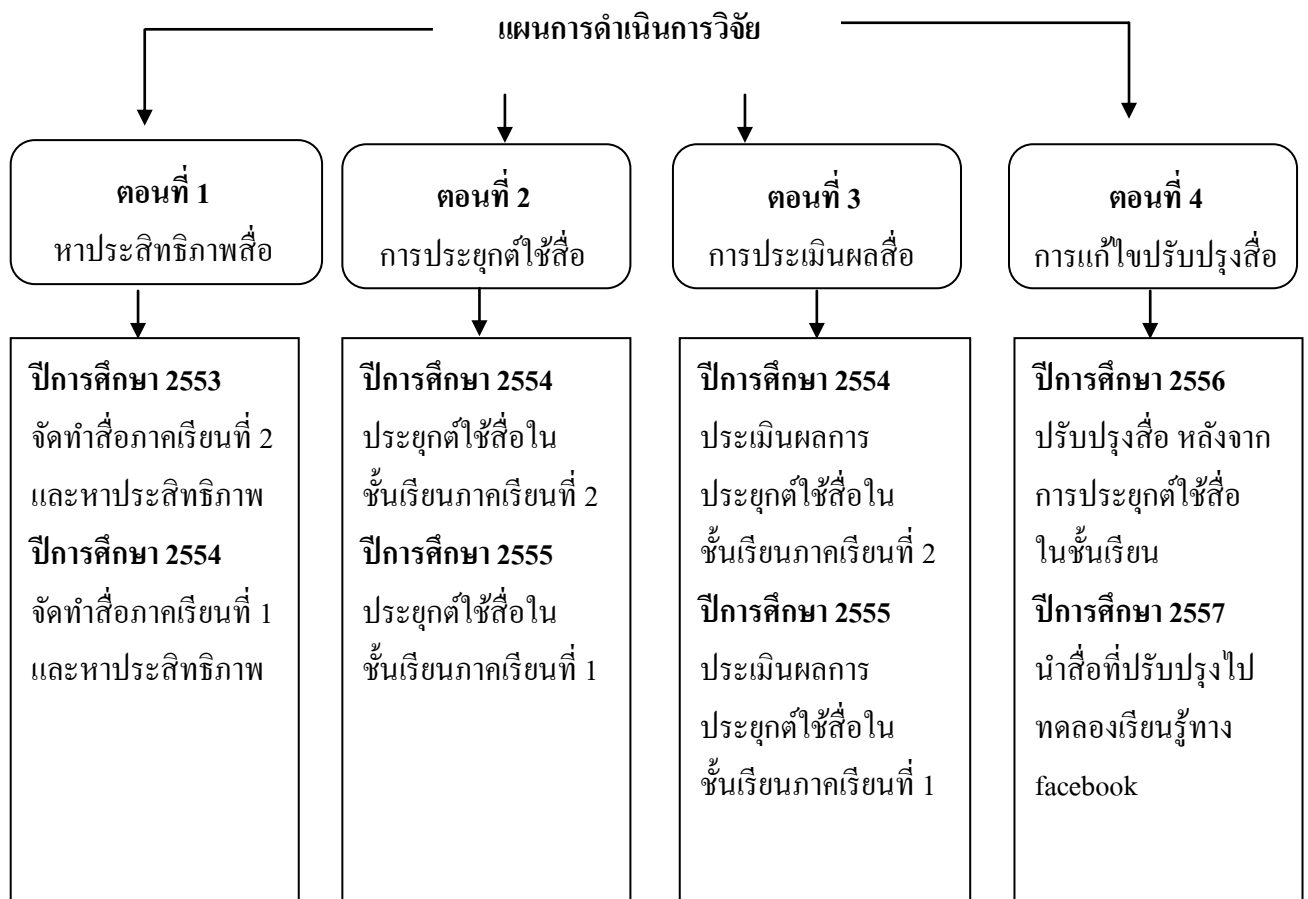 แผนการดำเนินการวิจัย
ตอนที่ 1
หาประสิทธิภาพสื่อ
ตอนที่ 2
การประยุกต์ใช้สื่อ
ตอนที่ 3
การประเมินผลสื่อ
ตอนที่ 4
การแก้ไขปรับปรุงสื่อ
ปีการศึกษา 2553
จัดทำสื่อภาคเรียนที่ 2
และหาประสิทธิภาพ
ปีการศึกษา 2554
จัดทำสื่อภาคเรียนที่ 1
และหาประสิทธิภาพ
ปีการศึกษา 2554
ประยุกต์ใช้สื่อใน
ชั้นเรียนภาคเรียนที่ 2
ปีการศึกษา 2555
ประยุกต์ใช้สื่อใน
ชั้นเรียนภาคเรียนที่ 1
ปีการศึกษา 2554
ประเมินผลการ
ประยุกต์ใช้สื่อใน
ชั้นเรียนภาคเรียนที่ 2
ปีการศึกษา 2555
ประเมินผลการ
ประยุกต์ใช้สื่อใน
ชั้นเรียนภาคเรียนที่ 1
ปีการศึกษา 2556
ปรับปรุงสื่อ หลังจาก
การประยุกต์ใช้สื่อ
ในชั้นเรียน
ปีการศึกษา 2557
นำสื่อที่ปรับปรุงไป
ทดลองเรียนรู้ทาง
facebook